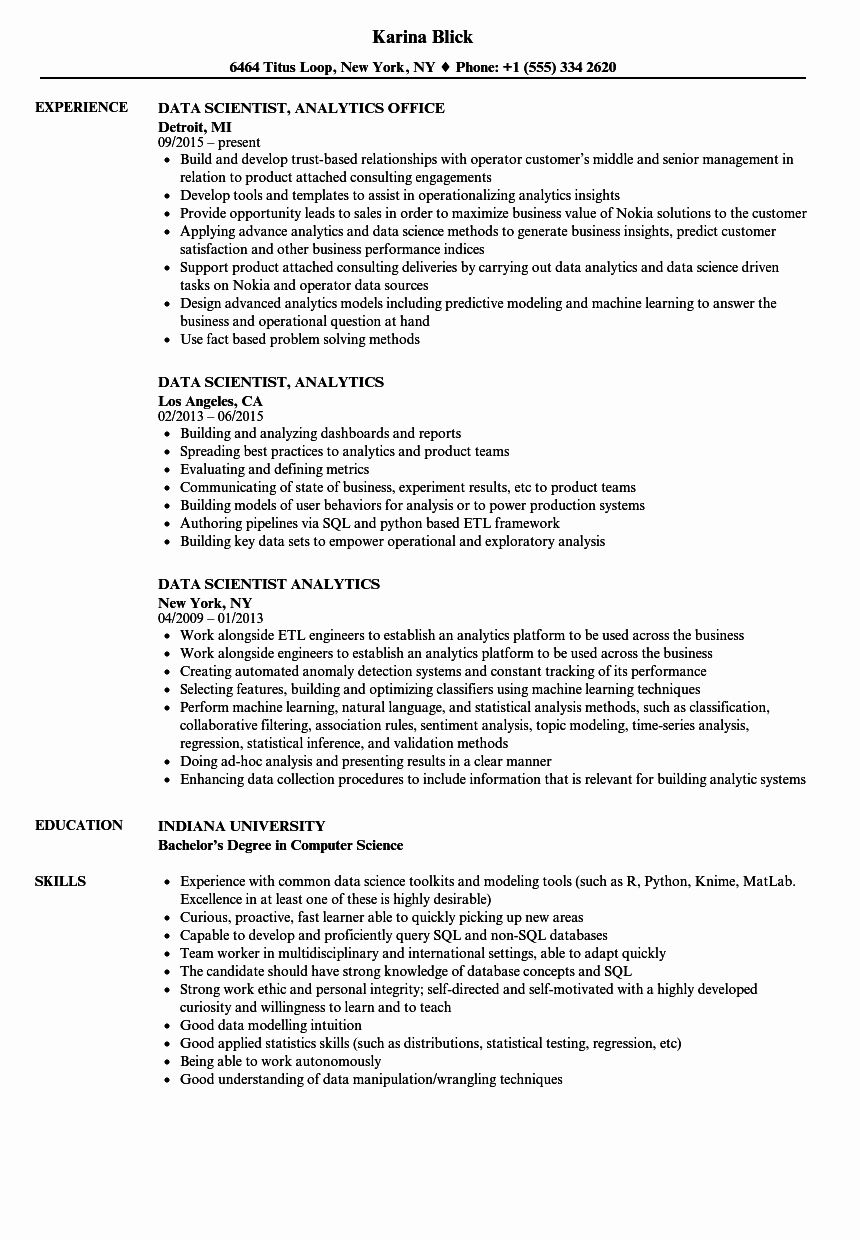 Karina Blick
6464 Titus Loop, New York, NY ♦ Phone: +1 (555) 334 2620
EXPERIENCE
DATA SCIENTIST, ANALYTICS OFFICE
Detroit, MI
09/2015 – present
• Build and develop trust-based relationships with operator customer's middle and senior management in
relation to product attached consulting engagements
• Develop tools and templates to assist in operationalizing analytics insights
• Provide opportunity leads to sales in order to maximize business value of Nokia solutions to the customer
• Applying advance analytics and data science methods to generate business insights, predict customer
satisfaction and other business performance indices
• Support product attached consulting deliveries by carrying out data analytics and data science driven
tasks on Nokia and operator data sources
• Design advanced analytics models including predictive modeling and machine learning to answer the
business and operational question at hand
• Use fact based problem solving methods
DATA SCIENTIST, ANALYTICS
Los Angeles, CA
02/2013 – 06/2015
• Building and analyzing dashboards and reports
• Spreading best practices to analytics and product teams
• Evaluating and defining metrics
• Communicating of state of business, experiment results, etc to product teams
• Building models of user behaviors for analysis or to power production systems
• Authoring pipelines via SQL and python based ETL framework
• Building key data sets to empower operational and exploratory analysis
DATA SCIENTIST ANALYTICS
New York, NY
04/2009 – 01/2013
• Work alongside ETL engineers to establish an analytics platform to be used across the business
• Work alongside engineers to establish an analytics platform to be used across the business
• Creating automated anomaly detection systems and constant tracking of its performance
• Selecting features, building and optimizing classifiers using machine learning techniques
• Perform machine learning, natural language, and statistical analysis methods, such as classification,
collaborative filtering, association rules, sentiment analysis, topic modeling, time-series analysis,
regression, statistical inference, and validation methods
• Doing ad-hoc analysis and presenting results in a clear manner
• Enhancing data collection procedures to include information that is relevant for building analytic systems
EDUCATION
INDIANA UNIVERSITY
Bachelor's Degree in Computer Science
SKILLS
• Experience with common data science toolkits and modeling tools (such as R, Python, Knime, MatLab.
Excellence in at least one of these is highly desirable)
• Curious, proactive, fast learner able to quickly picking up new areas
• Capable to develop and proficiently query SQL and non-SQL databases
• Team worker in multidisciplinary and international settings, able to adapt quickly
• The candidate should have strong knowledge of database concepts and SQL
• Strong work ethic and personal integrity; self-directed and self-motivated with a highly developed
curiosity and willingness to learn and to teach
• Good data modelling intuition
• Good applied statistics skills (such as distributions, statistical testing, regression, etc)
• Being able to work autonomously
• Good understanding of data manipulation/wrangling techniques